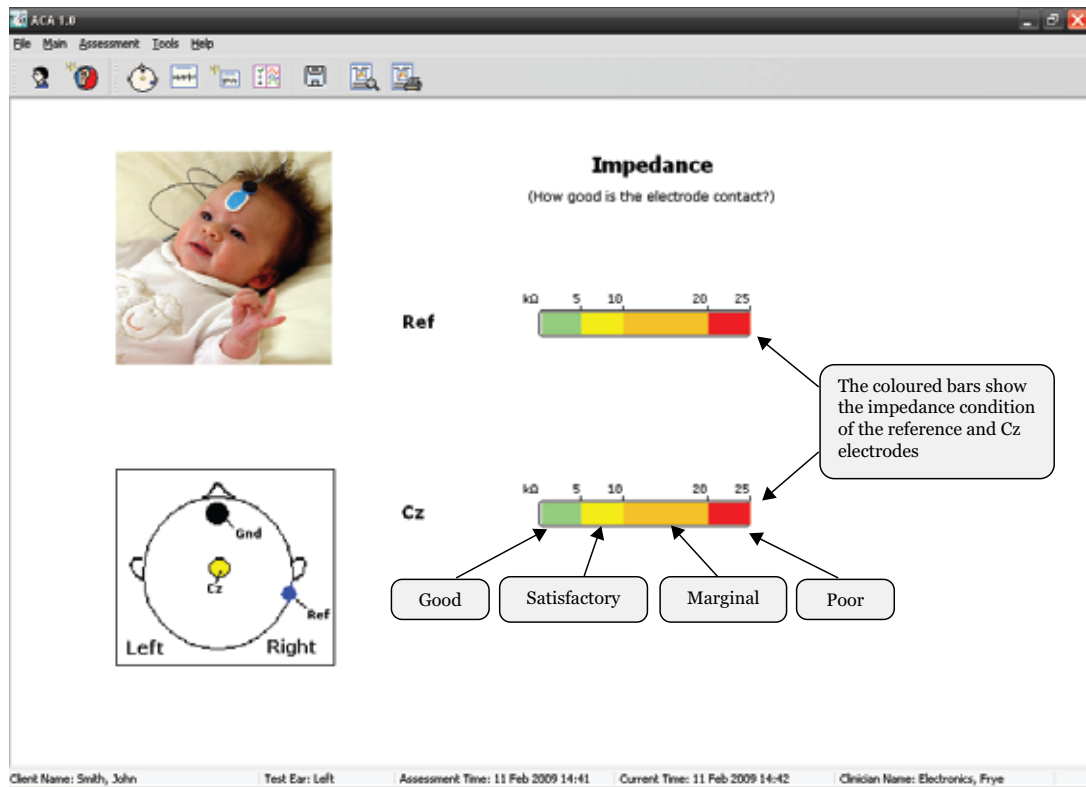 ACA 1.0
File Main Assessment Tools Help
Impedance
(How good is the electrode contact?)
kΩ 5 10 20 25
Ref
The coloured bars show
the impedance condition
of the reference and Cz
electrodes
kΩ 5 10 20 25
Cz
Good Satisfactory Marginal Poor
Gnd
Cz
Ref
Left Right
Client Name: Smith, John Test Ear: Left Assessment Time: 11 Feb 2009 14:41 Current Time: 11 Feb 2009 14:42 Clinician Name: Electronics, Frye